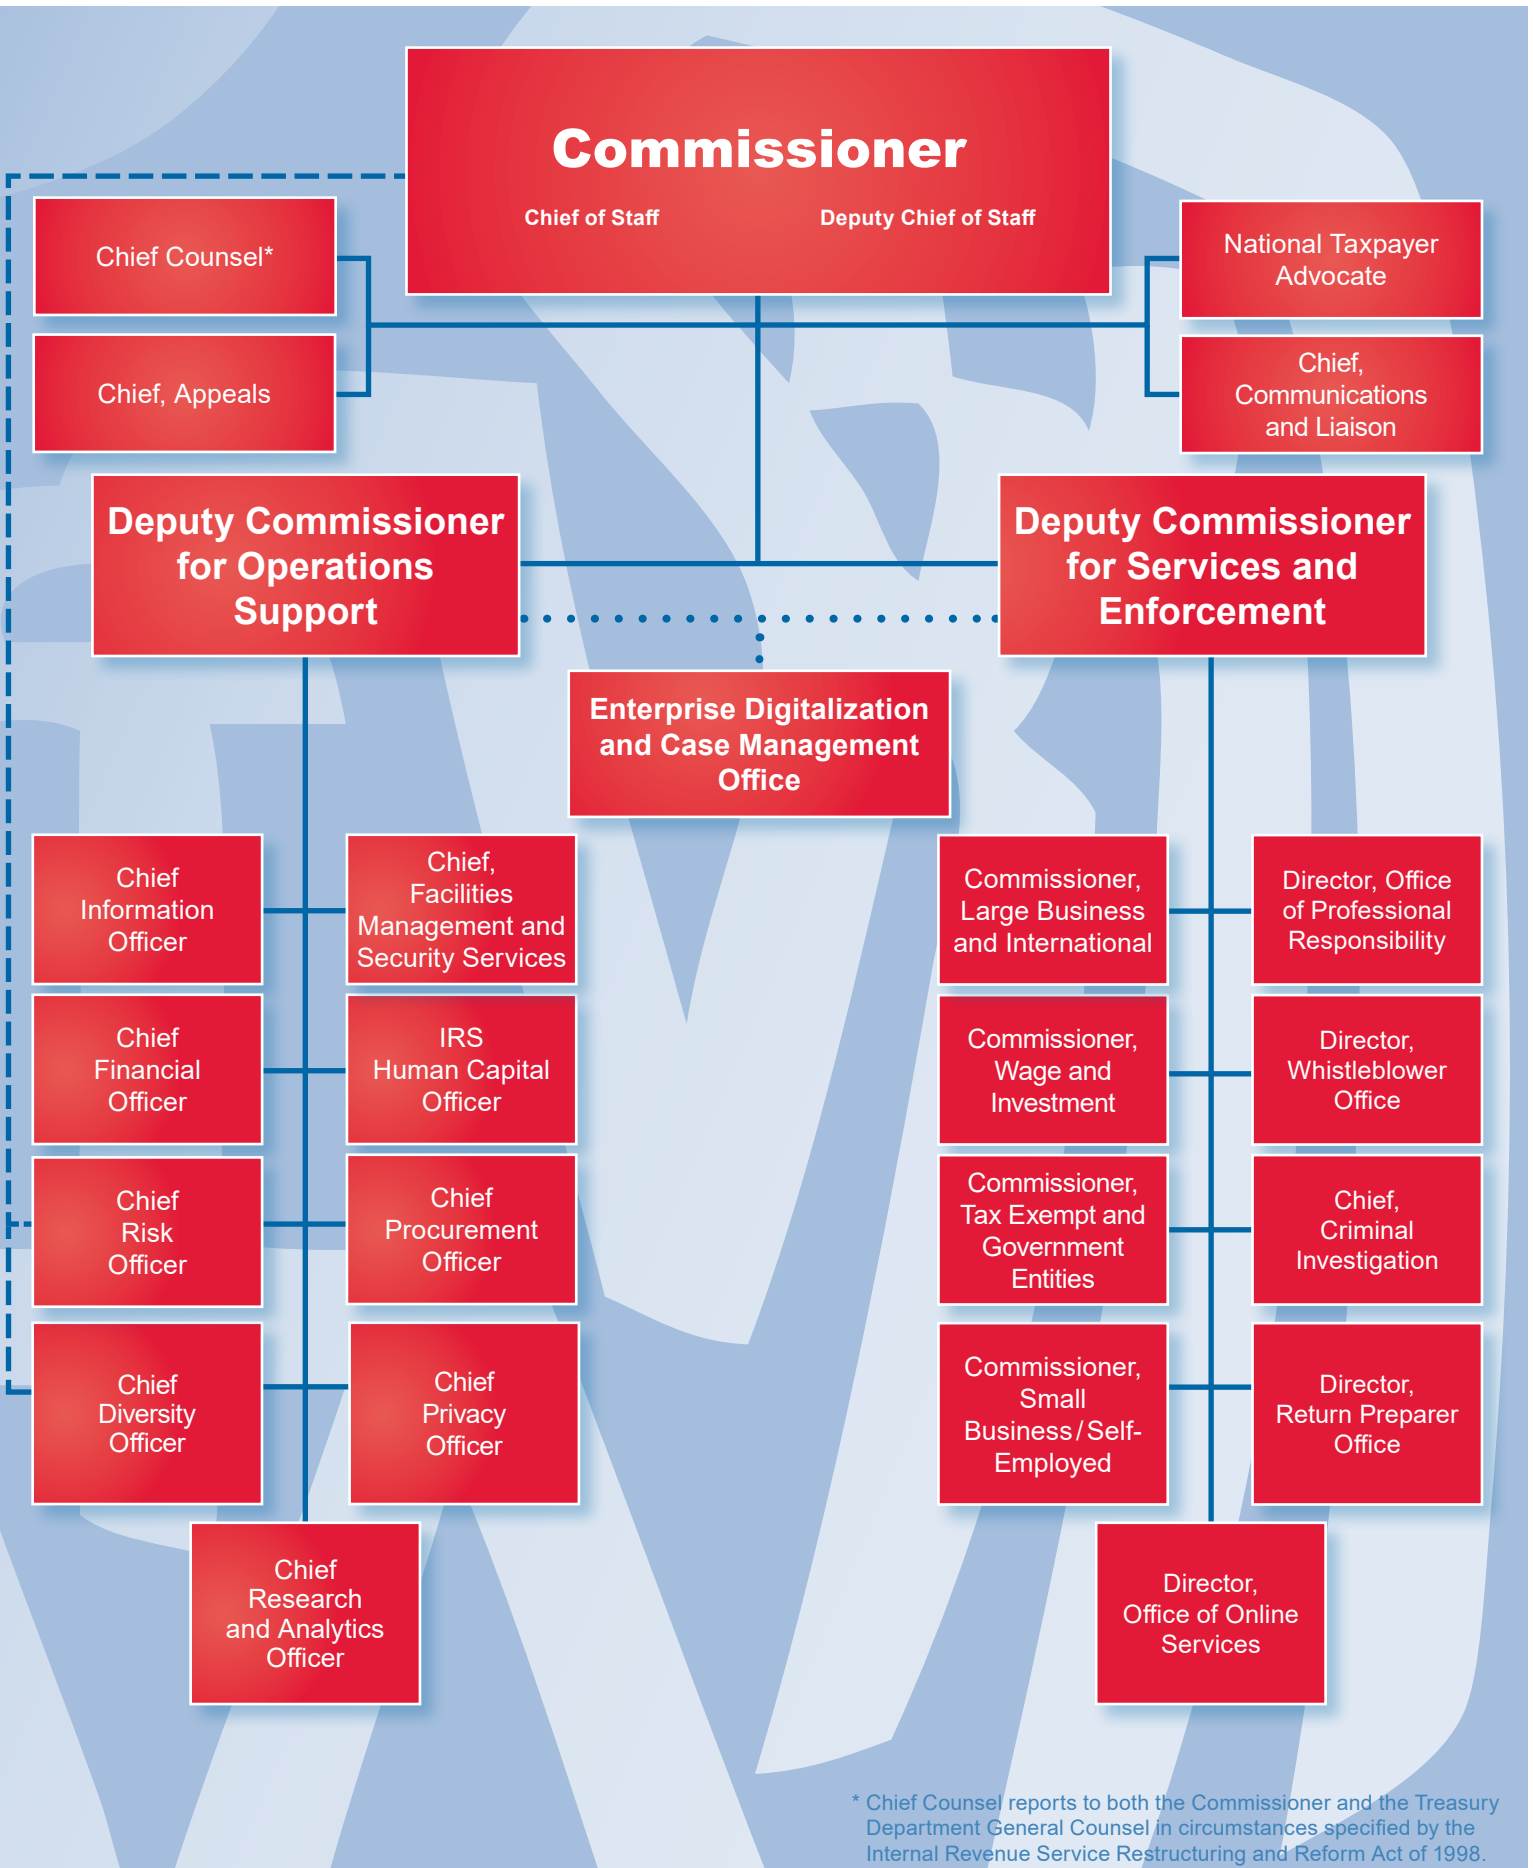 Commissioner
Chief of Staff
Deputy Chief of Staff
Chief Counsel*
Chief, Appeals
National Taxpayer
Advocate
Chief,
Communications
and Liaison
Deputy Commissioner
for Operations
Support
Deputy Commissioner
for Services and
Enforcement
Enterprise Digitalization
and Case Management
Office
Chief
Information
Officer
Chief,
Facilities
Management and
Security Services
Chief
Financial
Officer
IRS
Human Capital
Officer
Chief
Risk
Officer
Chief
Procurement
Officer
Chief
Diversity
Officer
Chief
Privacy
Officer
Chief
Research
and Analytics
Officer
Commissioner,
Large Business
and International
Director, Office
of Professional
Responsibility
Commissioner,
Wage and
Investment
Director,
Whistleblower
Office
Commissioner,
Tax Exempt and
Government
Entities
Chief,
Criminal
Investigation
Commissioner,
Small
Business/Self-
Employed
Director,
Return Preparer
Office
Director,
Office of Online
Services
* Chief Counsel reports to both the Commissioner and the Treasury
Department General Counsel in circumstances specified by the
Internal Revenue Service Restructuring and Reform Act of 1998.